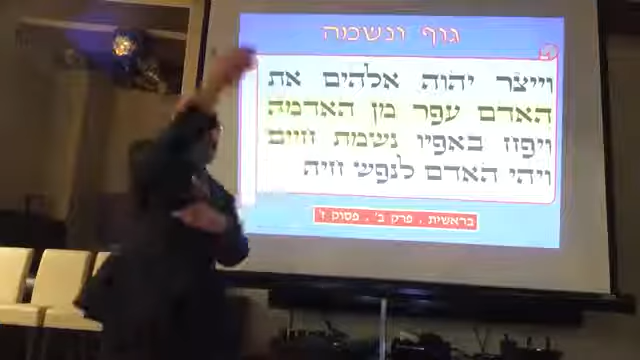 גוף ונשמה
וייצר יהוה אלהים את
האדם עפר מן האדמה
ויפח באפיו נשמת חיים
ויהי האדם לנפש חיה
בראשית , פרק ב' , פסוק ז'